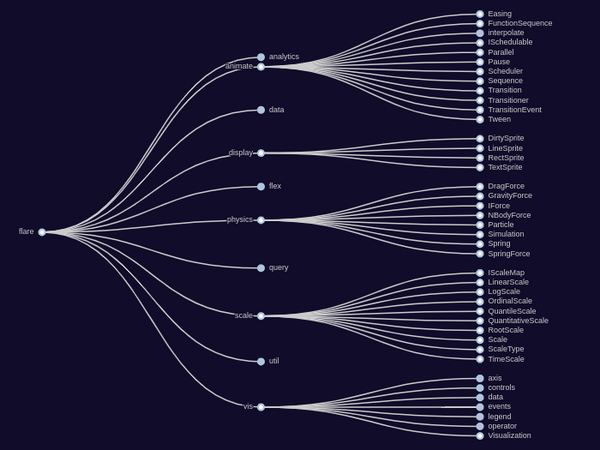 flare
analytics
animate
data
display
flex
physics
query
scale
util
vis
Easing
FunctionSequence
interpolate
ISchedulable
Parallel
Pause
Scheduler
Sequence
Transition
Transitioner
TransitionEvent
Tween
DirtySprite
LineSprite
RectSprite
TextSprite
DragForce
GravityForce
IForce
NBodyForce
Particle
Simulation
Spring
SpringForce
IScaleMap
LinearScale
LogScale
OrdinalScale
QuantileScale
QuantitativeScale
RootScale
Scale
ScaleType
TimeScale
axis
controls
data
events
legend
operator
Visualization